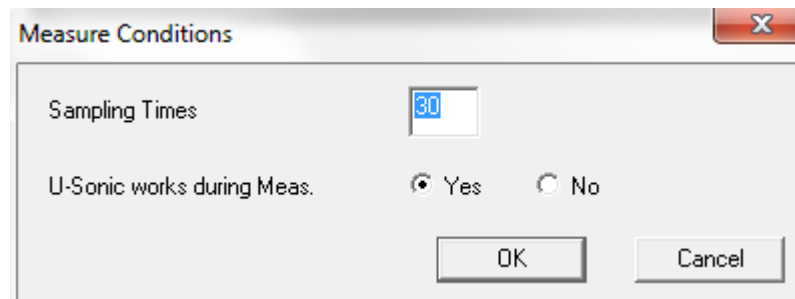 Measure Conditions
Sampling Times 30
U-Sonic works during Meas. Yes No
OK Cancel